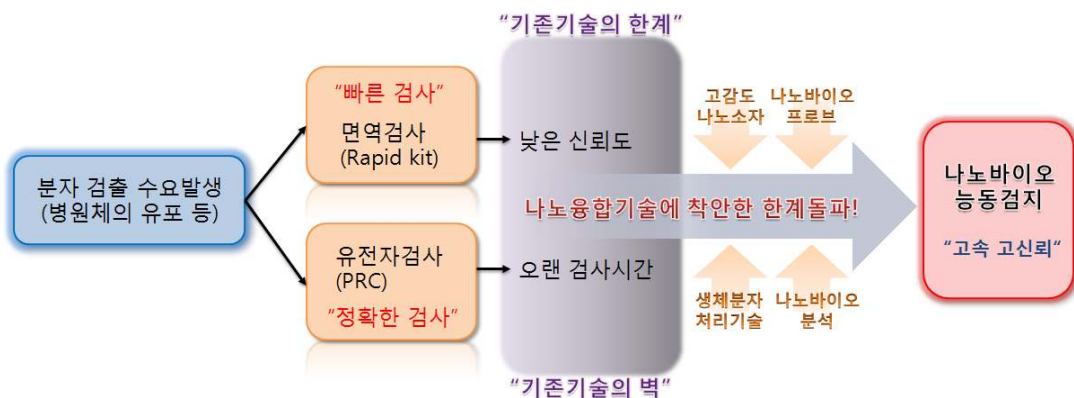 "기존기술의 한계"
분자 검출 수요발생
(병원체의 유포 등)
"빠른 검사"
면역검사
(Rapid kit)
유전자검사
(PRC)
"정확한 검사"
낮은 신뢰도
오랜 검사시간
고감도
나노소자
나노바이오
프로브
나노융합기술에 착안한 한계돌파!
생체분자
처리기술
나노바이오
분석
나노바이오
능동검지
"고속 고신뢰"
"기존기술의 벽"